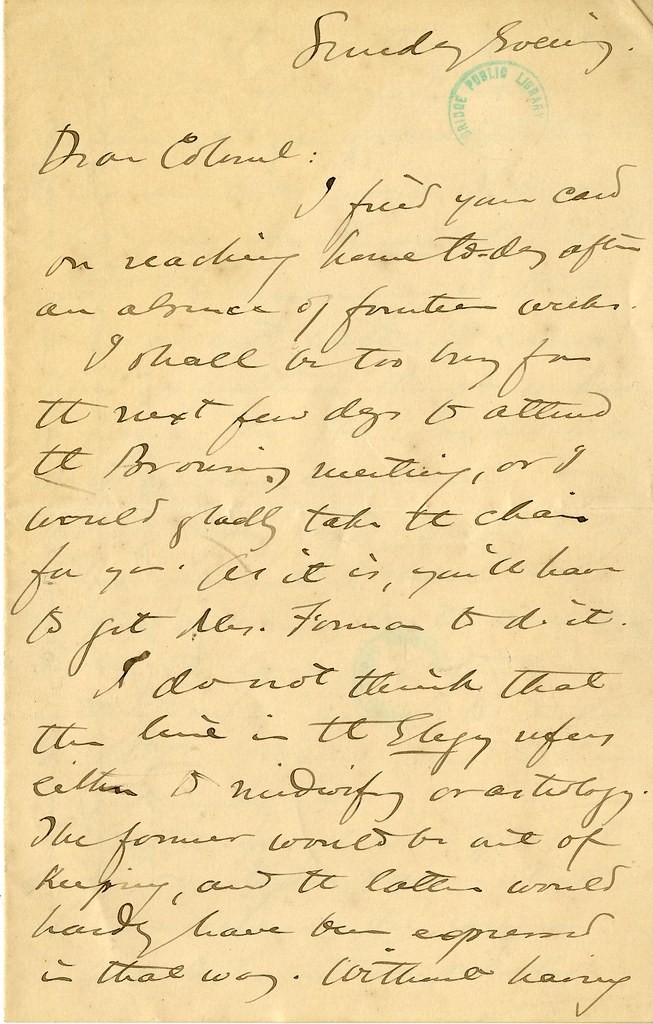 Sunday Evening.
BRIDGE PUBLIC LIBRARY
Dear Colonel:
I find your card
on reaching home to-day after
an absence of fourteen weeks.
I shall be too busy for
the next few days to attend
the Browning meeting, or I
would gladly take the chair
for you. As it is, you'll have
to get Mrs. Forman to do it.
I do not think that
the line in the Elegy refers
either to midwifry or astrology.
The former would be out of
keeping, and the latter would
hardly have been expressed
in that way. Without having